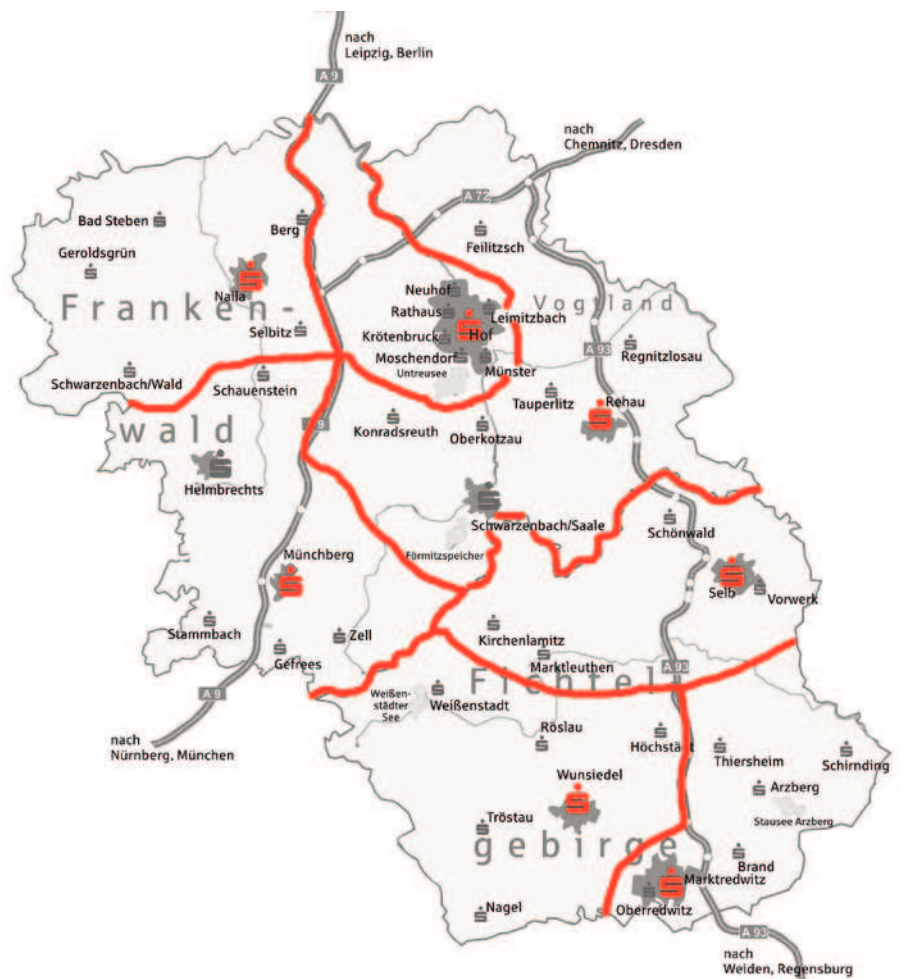 nach
Leipzig, Berlin
A 9
nach
Chemnitz, Dresden
A 72
Bad Steben
Berg
Feilitzsch
Geroldsgrün
Naila
Neuhof
Franken-
Vogtland
Rathaus
Leimitzbach
Selbitz
Krötenbruck
Hof
A 93
Regnitzlosau
Moschendorf
Münster
Untreusee
Schwarzenbach/Wald
Schauenstein
Tauperlitz
Rehau
wald
A 9
Konradsreuth
Oberkotzau
Helmbrechts
Schwarzenbach/Saale
Schönwald
Förmitzspeicher
Münchberg
Selb
Vorwerk
Stammbach
Zell
Kirchenlamitz
Gefrees
Marktleuthen
A 93
Fichtel
A 9
Weißen-
städter
See
Weißenstadt
nach
Nürnberg, München
Röslau
Höchstädt
Thiersheim
Schirnding
Wunsiedel
Arzberg
Stausee Arzberg
Tröstau
gebirge
Brand
Marktredwitz
Oberredwitz
Nagel
A 93
nach
Weiden, Regensburg